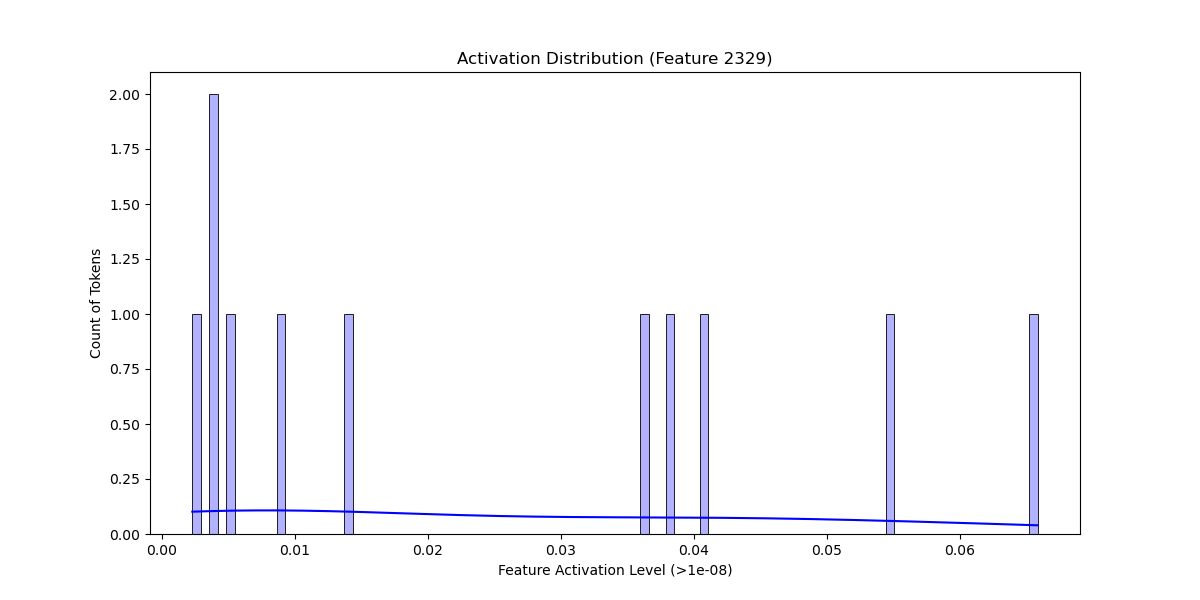 Activation Distribution (Feature 2329)
Count of Tokens
2.00
1.75
1.50
1.25
1.00
0.75
0.50
0.25
0.00
0.00 0.01 0.02 0.03 0.04 0.05 0.06
Feature Activation Level (>1e-08)